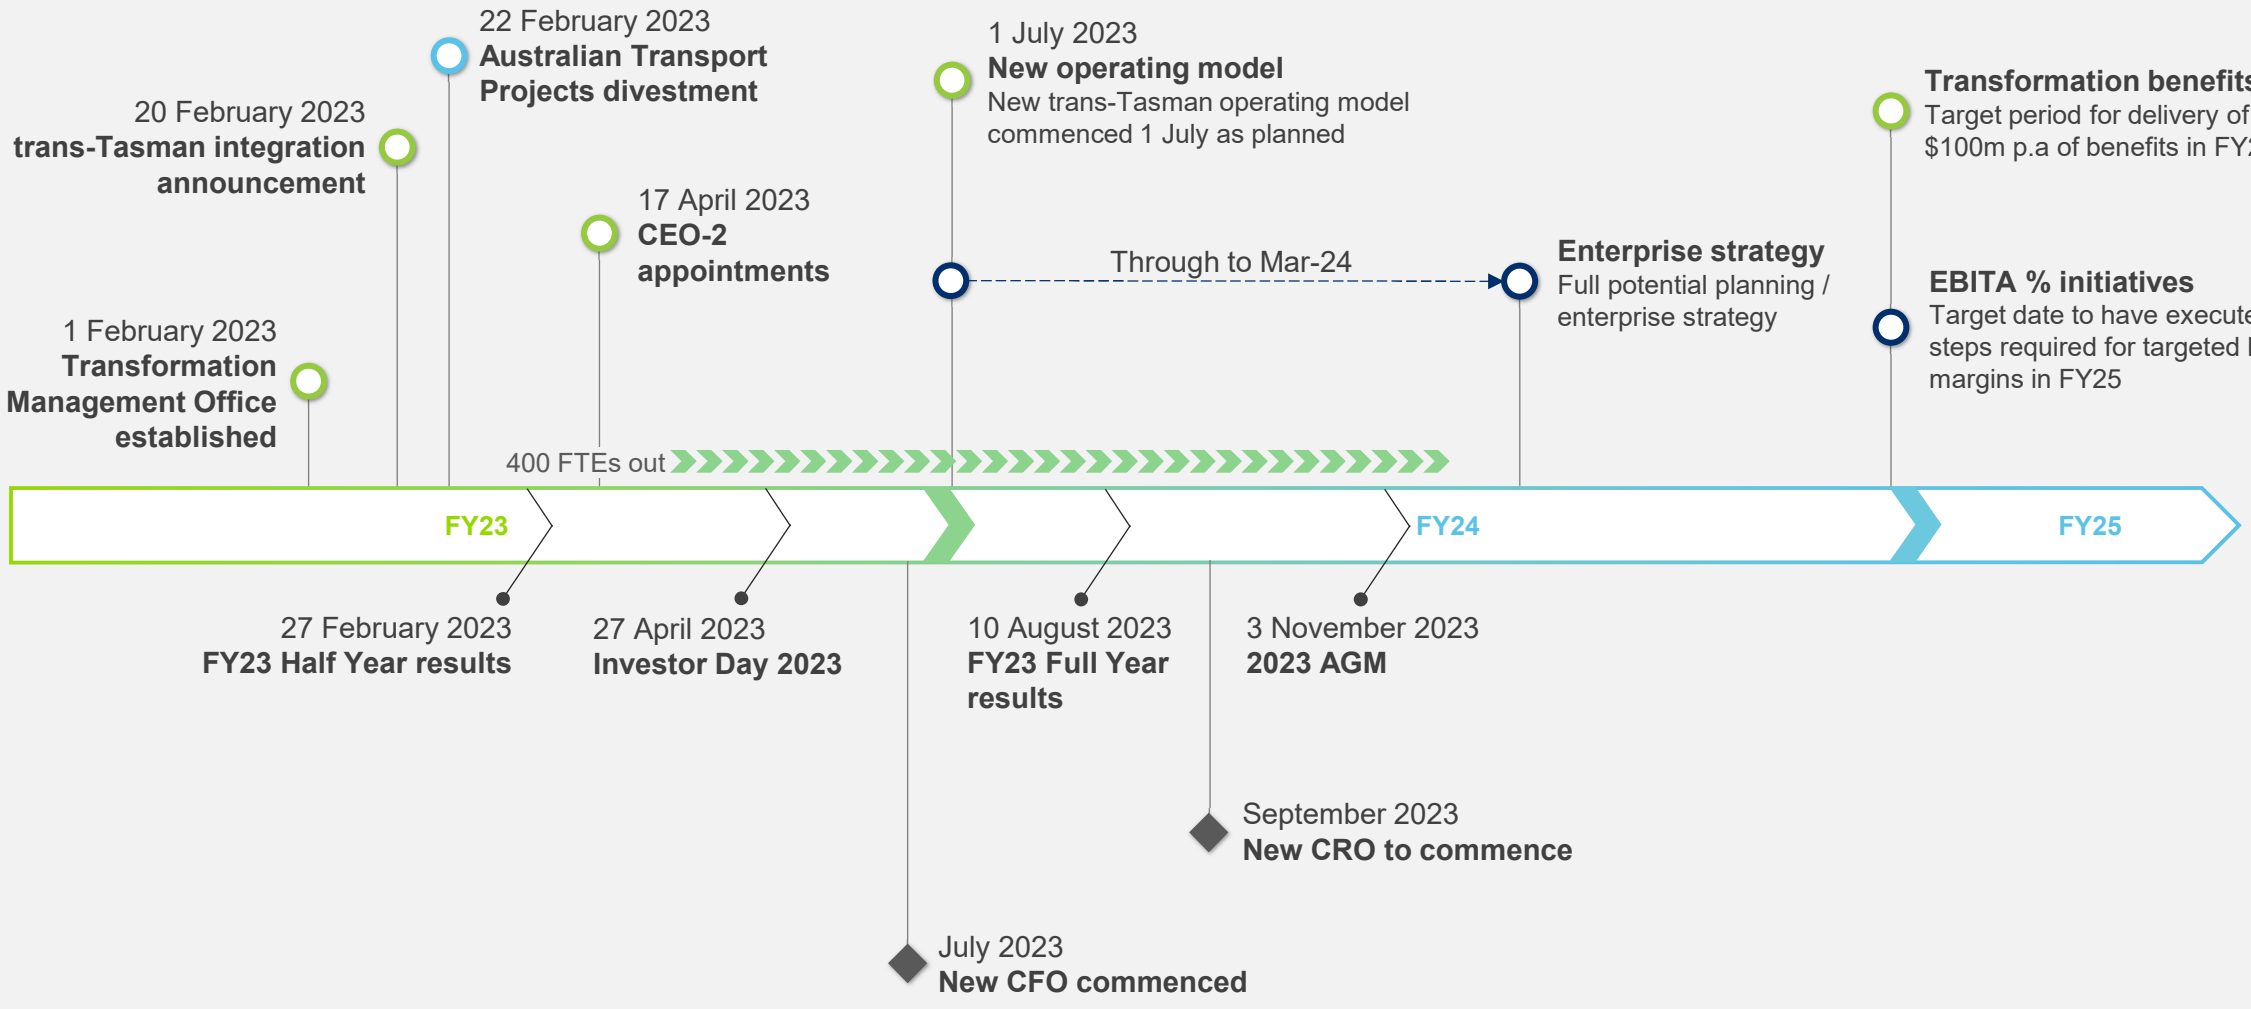 22 February 2023
Australian Transport
Projects divestment
20 February 2023
trans-Tasman integration
announcement
1 February 2023
Transformation
Management Office
established
17 April 2023
CEO-2
appointments
1 July 2023
New operating model
New trans-Tasman operating model
commenced 1 July as planned
Through to Mar-24
Enterprise strategy
Full potential planning /
enterprise strategy
Transformation benefits
Target period for delivery of
$100m p.a of benefits in
EBITA % initiatives
Target date to have
steps required for targeted
margins in FY25
400 FTEs out
FY23
FY24
FY25
27 February 2023
FY23 Half Year results
27 April 2023
Investor Day 2023
10 August 2023
FY23 Full Year
results
3 November 2023
2023 AGM
September 2023
New CRO to commence
July 2023
New CFO commenced